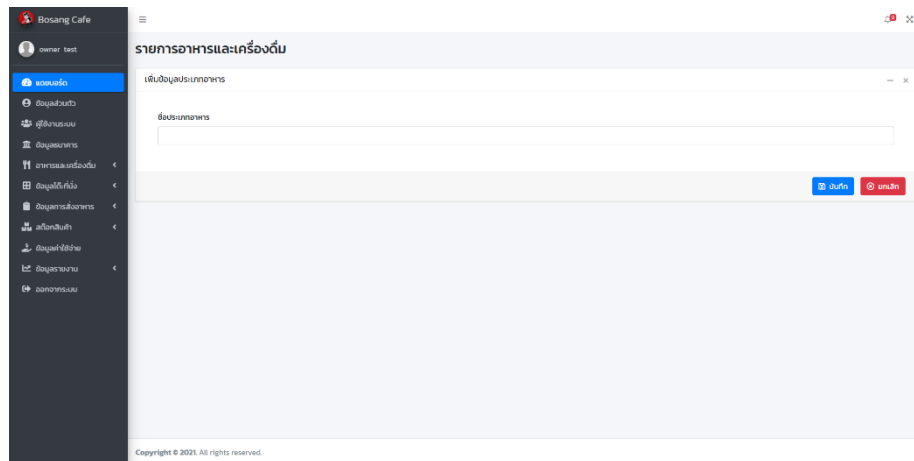 Bosang Cafe
owner test
แดชบอร์ด
ข้อมูลส่วนตัว
ผู้ใช้งานระบบ
ข้อมูลธนาคาร
อาหารและเครื่องดื่ม
ข้อมูลโต๊ะที่นั่ง
ข้อมูลการสั่งอาหาร
สต๊อกสินค้า
ข้อมูลค่าใช้จ่าย
ข้อมูลรายงาน
ออกจากระบบ
รายการอาหารและเครื่องดื่ม
เพิ่มข้อมูลประเภทอาหาร
ชื่อประเภทอาหาร
บันทึก
ยกเลิก
Copyright © 2021. All rights reserved.